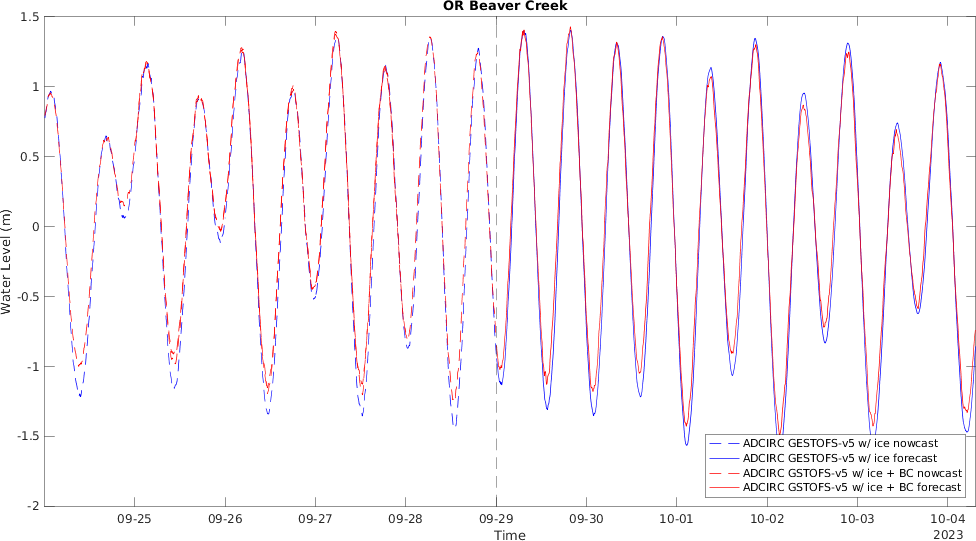 OR Beaver Creek
1.5
1
0.5
0
-0.5
-1
-1.5
-2
Water Level (m)
09-25 09-26 09-27 09-28 09-29 09-30 10-01 10-02 10-03 10-04
2023
Time
ADCIRC GESTOFS-v5 w/ ice nowcast
ADCIRC GESTOFS-v5 w/ ice forecast
ADCIRC GSTOFS-v5 w/ ice + BC nowcast
ADCIRC GSTOFS-v5 w/ ice + BC forecast